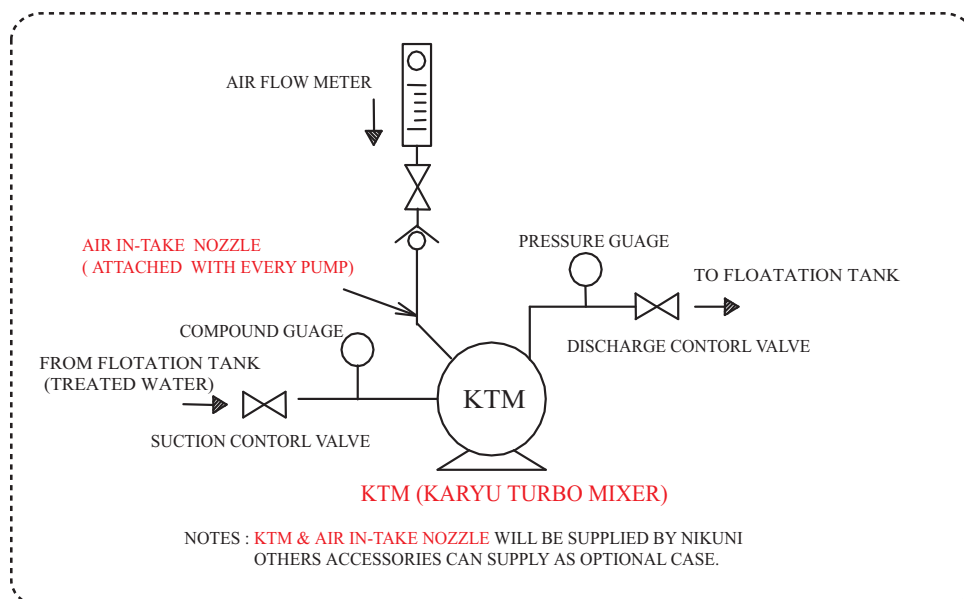 AIR FLOW METER
AIR IN-TAKE NOZZLE
( ATTACHED WITH EVERY PUMP)
PRESSURE GUAGE
TO FLOATATION TANK
COMPOUND GUAGE
DISCHARGE CONTORL VALVE
FROM FLOTATION TANK
(TREATED WATER)
KTM
SUCTION CONTORL VALVE
KTM (KARYU TURBO MIXER)
NOTES : KTM & AIR IN-TAKE NOZZLE WILL BE SUPPLIED BY NIKUNI
OTHERS ACCESSORIES CAN SUPPLY AS OPTIONAL CASE.